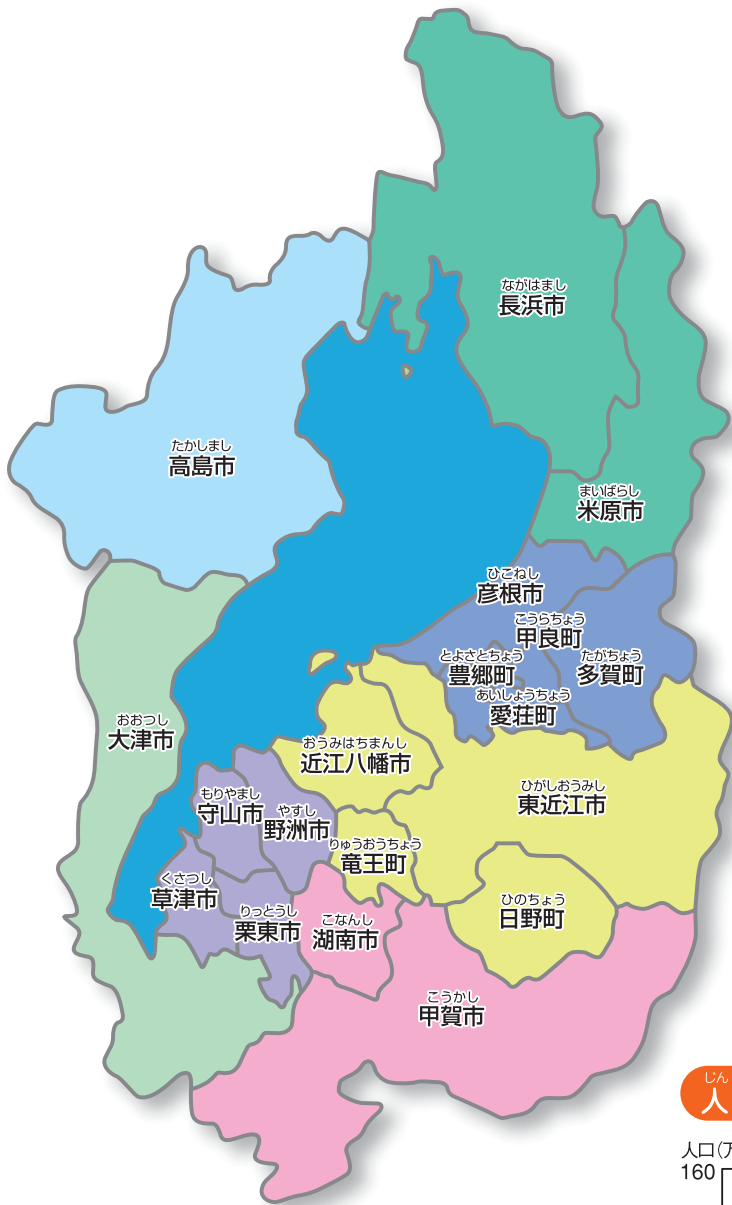 ながはまし
長浜市
たかしまし
高島市
まいばらし
米原市
ひこねし
彦根市
こうらちょう
甲良町
とよさとちょう
豊郷町
たがちょう
多賀町
あいしょうちょう
愛荘町
おおつし
大津市
おうみはちまんし
近江八幡市
ひがしおうみし
東近江市
もりやまし
守山市
やすし
野洲市
りゅうおうちょう
竜王町
くさつし
草津市
りっとうし
栗東市
こなんし
湖南市
ひのちょう
日野町
こうかし
甲賀市
じん
人
人口(万
160